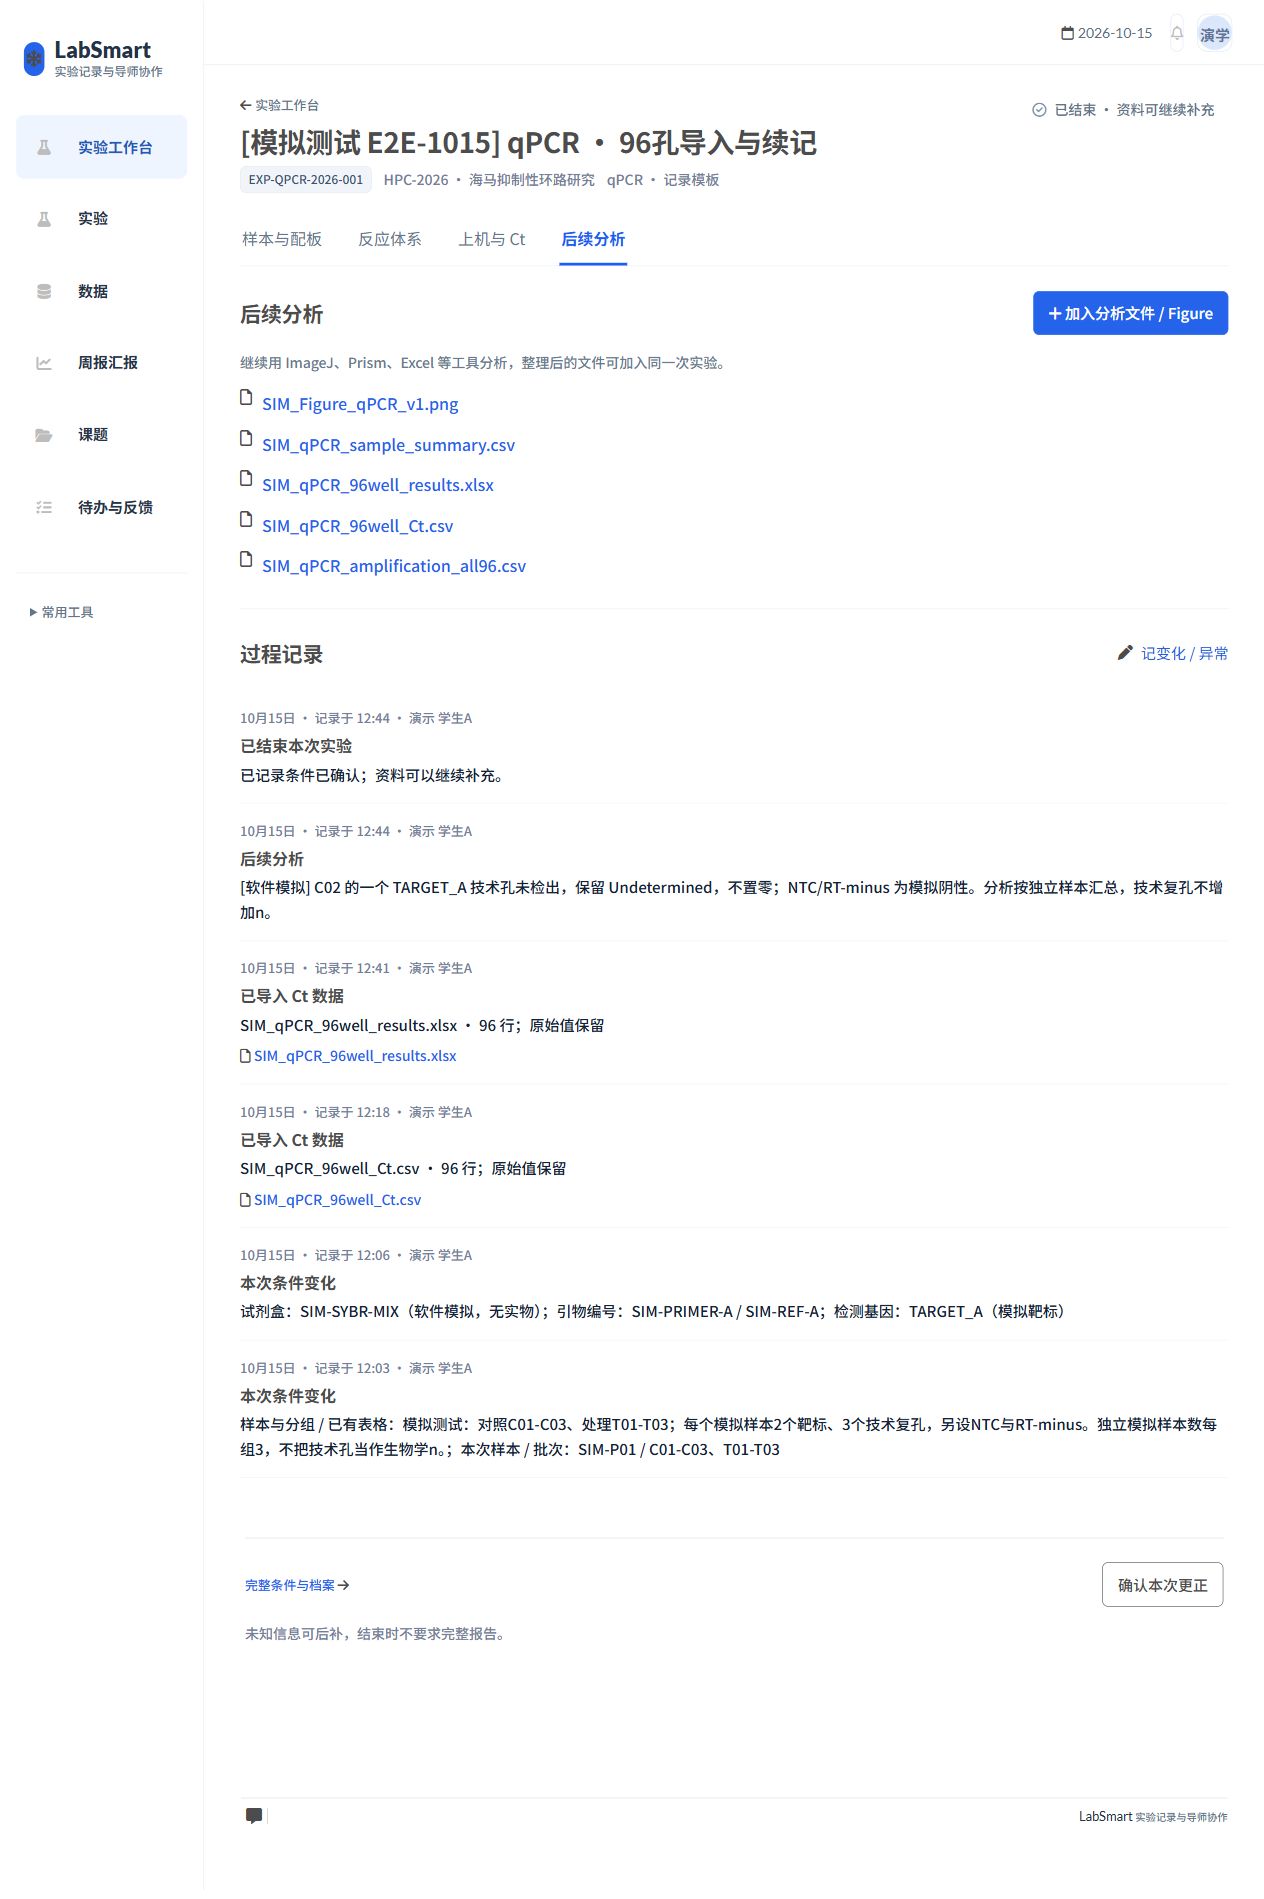 LabSmart
实验记录与导师协作
2026-10-15
演学
实验工作台
实验
数据
周报汇报
课题
待办与反馈
常用工具
实验工作台
已结束 · 资料可继续补充
[模拟测试 E2E-1015] qPCR · 96孔导入与续记
EXP-QPCR-2026-001 HPC-2026 · 海马抑制性环路研究 qPCR · 记录模板
样本与配板 反应体系 上机与 Ct 后续分析
后续分析
加入分析文件 / Figure
继续用 ImageJ、Prism、Excel 等工具分析，整理后的文件可加入同一次实验。
SIM_Figure_qPCR_v1.png
SIM_qPCR_sample_summary.csv
SIM_qPCR_96well_results.xlsx
SIM_qPCR_96well_Ct.csv
SIM_qPCR_amplification_all96.csv
过程记录
记变化 / 异常
10月15日 · 记录于 12:44 · 演示 学生A
已结束本次实验
已记录条件已确认；资料可以继续补充。
10月15日 · 记录于 12:44 · 演示 学生A
后续分析
[软件模拟] C02 的一个 TARGET_A 技术孔未检出，保留 Undetermined，不置零；NTC/RT-minus 为模拟阴性。分析按独立样本汇总，技术复孔不增
加n。
10月15日 · 记录于 12:41 · 演示 学生A
已导入 Ct 数据
SIM_qPCR_96well_results.xlsx · 96 行；原始值保留
SIM_qPCR_96well_results.xlsx
10月15日 · 记录于 12:18 · 演示 学生A
已导入 Ct 数据
SIM_qPCR_96well_Ct.csv · 96 行；原始值保留
SIM_qPCR_96well_Ct.csv
10月15日 · 记录于 12:06 · 演示 学生A
本次条件变化
试剂盒：SIM-SYBR-MIX（软件模拟，无实物）；引物编号：SIM-PRIMER-A / SIM-REF-A；检测基因：TARGET_A（模拟靶标）
10月15日 · 记录于 12:03 · 演示 学生A
本次条件变化
样本与分组 / 已有表格：模拟测试：对照C01-C03、处理T01-T03；每个模拟样本2个靶标、3个技术复孔，另设NTC与RT-minus。独立模拟样本数每
组3，不把技术孔当作生物学n。；本次样本 / 批次：SIM-P01 / C01-C03、T01-T03
完整条件与档案
确认本次更正
未知信息可后补，结束时不要求完整报告。
LabSmart 实验记录与导师协作